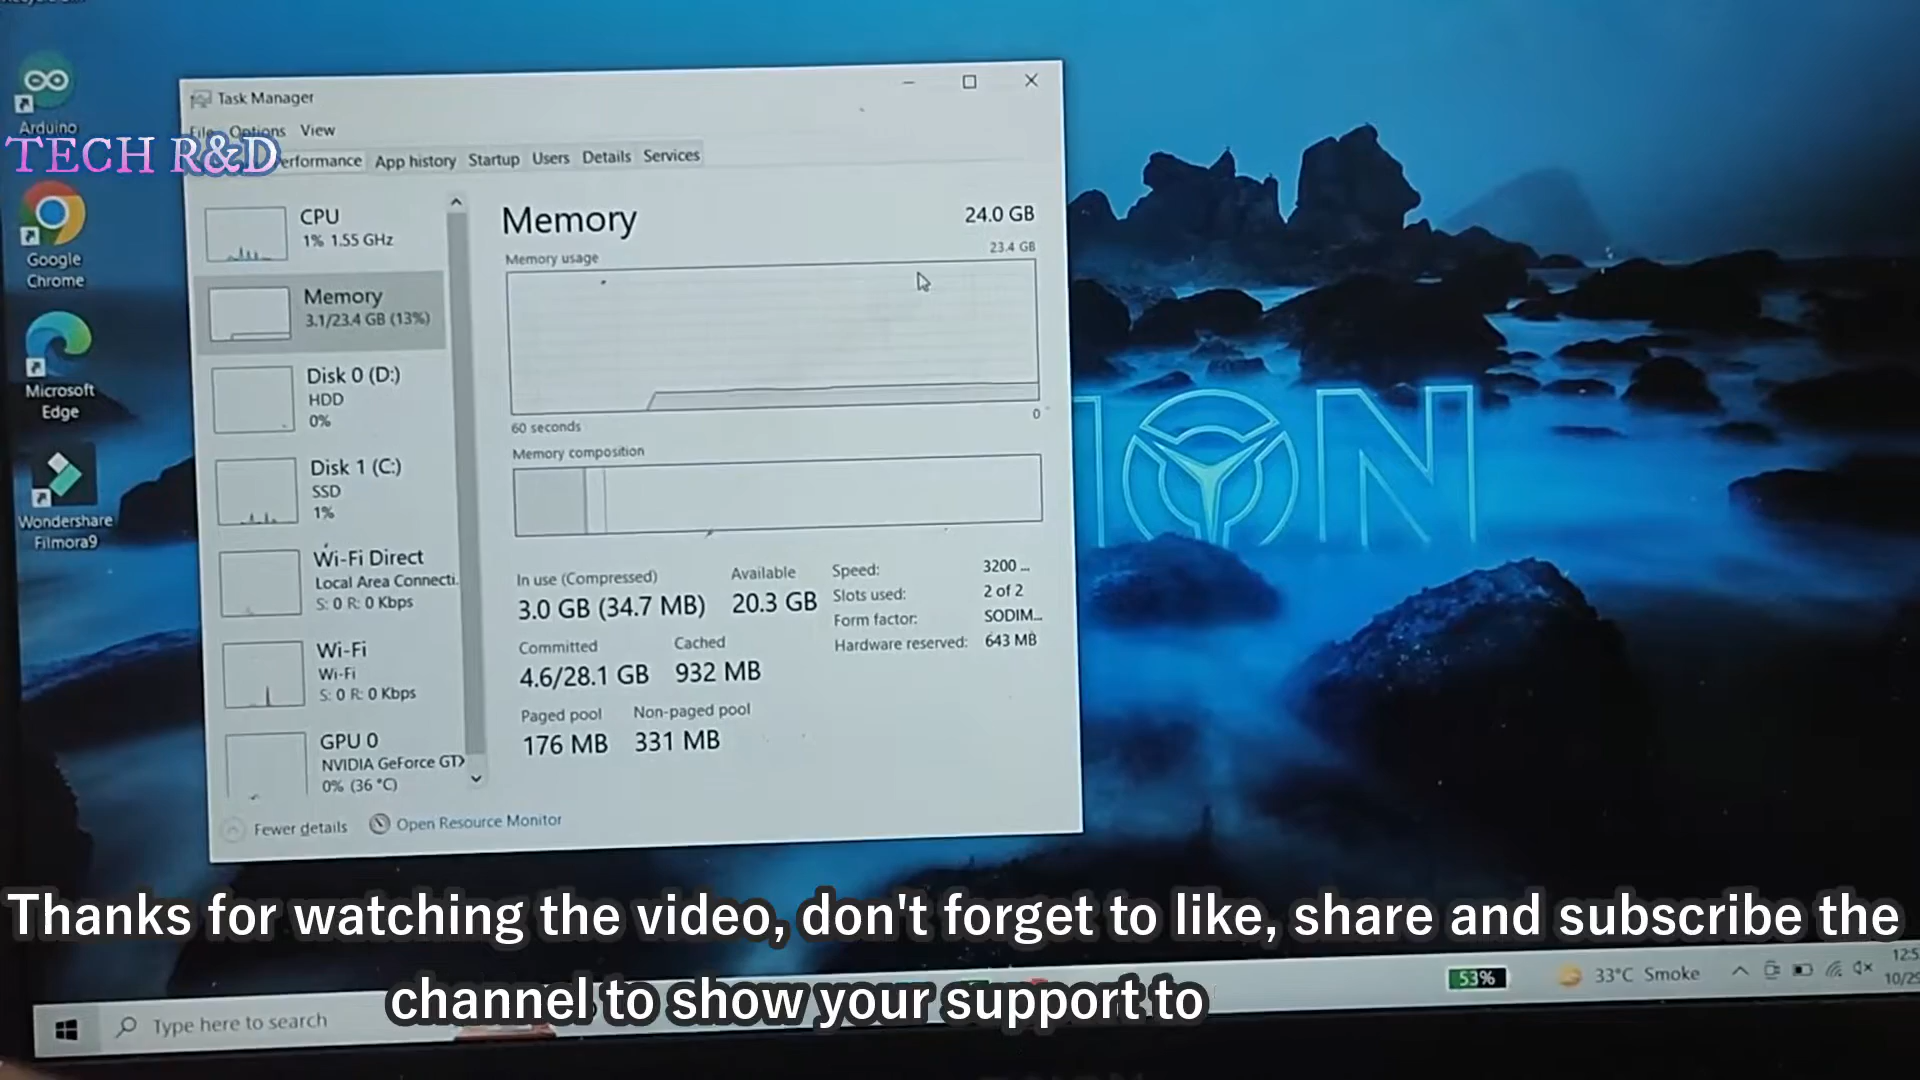 Arduino
Google
Chrome
Microsoft
Edge
Wondershare
Filmora9
TECH R&D
Task Manager
File Options View
erformance App history Startup Users Details Services
CPU
1% 1.55 GHz
Memory
3.1/23.4 GB (13%)
Disk 0 (D:)
HDD
0%
Disk 1 (C:)
SSD
1%
Wi-Fi Direct
Local Area Connecti.
S: 0 R: 0 Kbps
Wi-Fi
Wi-Fi
S: 0 R: 0 Kbps
GPU 0
NVIDIA GeForce GTX
0% (36 °C)
Fewer details
Open Resource Monitor
Memory
24.0 GB
Memory usage
23.4 GB
60 seconds
0
Memory composition
In use (Compressed)
3.0 GB (34.7 MB)
Available
20.3 GB
Committed
4.6/28.1 GB
Cached
932 MB
Paged pool
176 MB
Non-paged pool
331 MB
Speed: 3200 ...
Slots used: 2 of 2
Form factor: SODIM...
Hardware reserved: 643 MB
ION
Thanks for watching the video, don't forget to like, share and subscribe the
channel to show your support to
Type here to search
53%
33°C Smoke
12:5
10/29